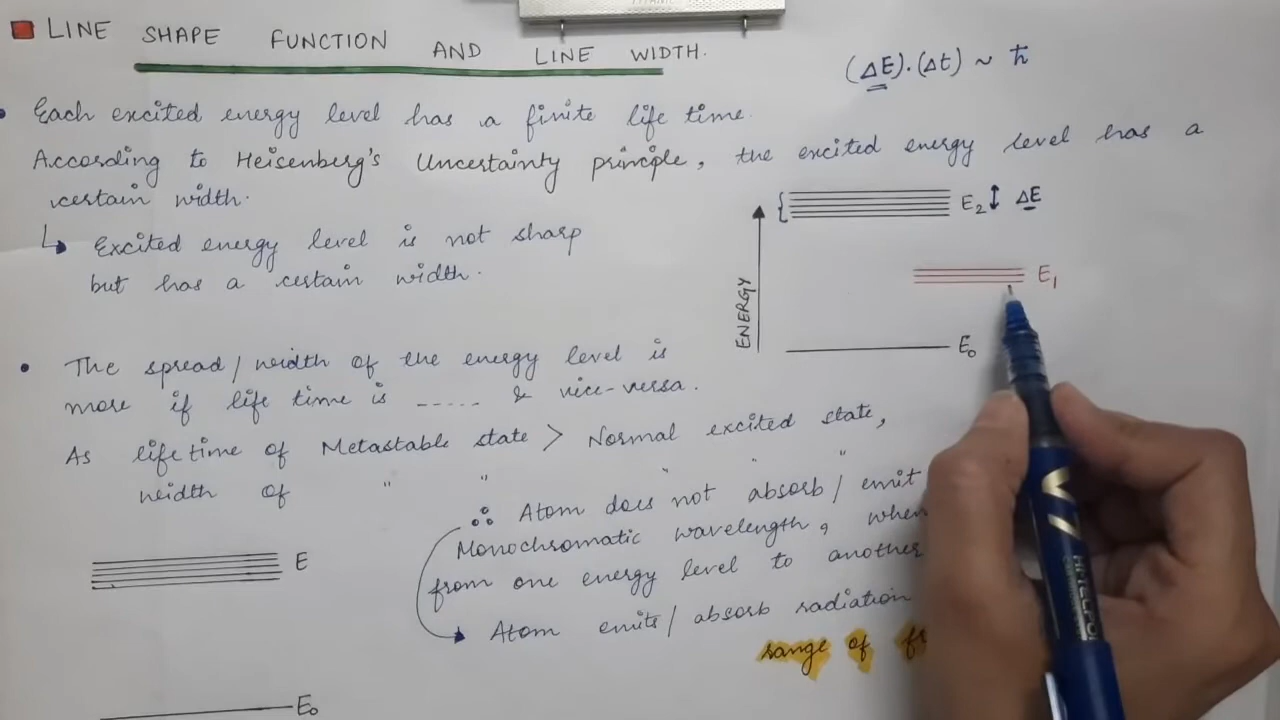 LINE SHAPE FUNCTION AND LINE WIDTH.
(ΔE).(Δt) ~ ħ
Each excited energy level has a finite life time.
According to Heisenberg's Uncertainty principle, the excited energy level has a
certain width.
Excited energy level is not sharp
but has a certain width.
E₂ ↕ ΔE
E₁
ENERGY
E₀
The spread/width of the energy level is
more if life time is ----- & vice-versa.
As lifetime of Metastable state > Normal excited state,
width of " " " " "
∴ Atom does not absorb/emit
Monochromatic wavelength, when
from one energy level to another
Atom emits/absorb radiation
range of
E
E₀
V7